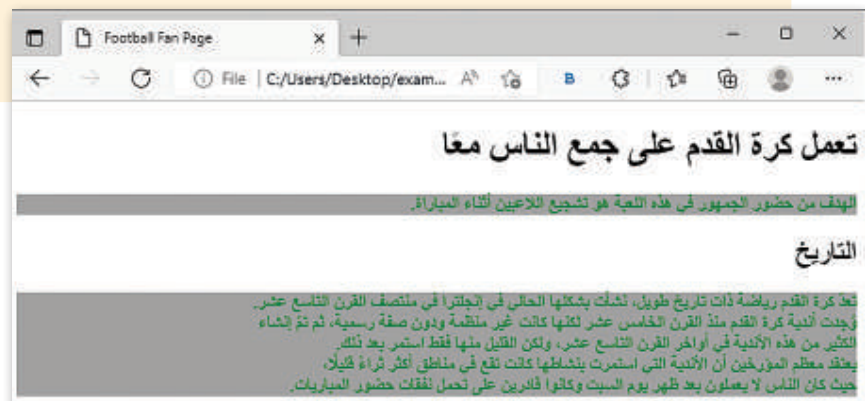 Football Fan Page
File C:/Users/Desktop/exam...
تعمل كرة القدم على جمع الناس معًا
الهدف من حضور الجمهور في هذه اللعبة هو تشجيع اللاعبين أثناء المباراة.
التاريخ
تعدّ كرة القدم رياضة ذات تاريخ طويل، نشأت بشكلها الحالي في إنجلترا في منتصف القرن التاسع عشر.
وُجدت أندية كرة القدم منذ القرن الخامس عشر لكنها كانت غير منظمة ودون صفة رسمية، ثم تمّ إنشاء
الكثير من هذه الأندية في أواخر القرن التاسع عشر، ولكن القليل منها فقط استمر بعد ذلك.
يعتقد معظم المؤرخين أن الأندية التي استمرت بنشاطها كانت تقع في مناطق أكثر ثراءً قليلًا،
حيث كان الناس لا يعملون بعد ظهر يوم السبت وكانوا قادرين على تحمل نفقات حضور المباريات.